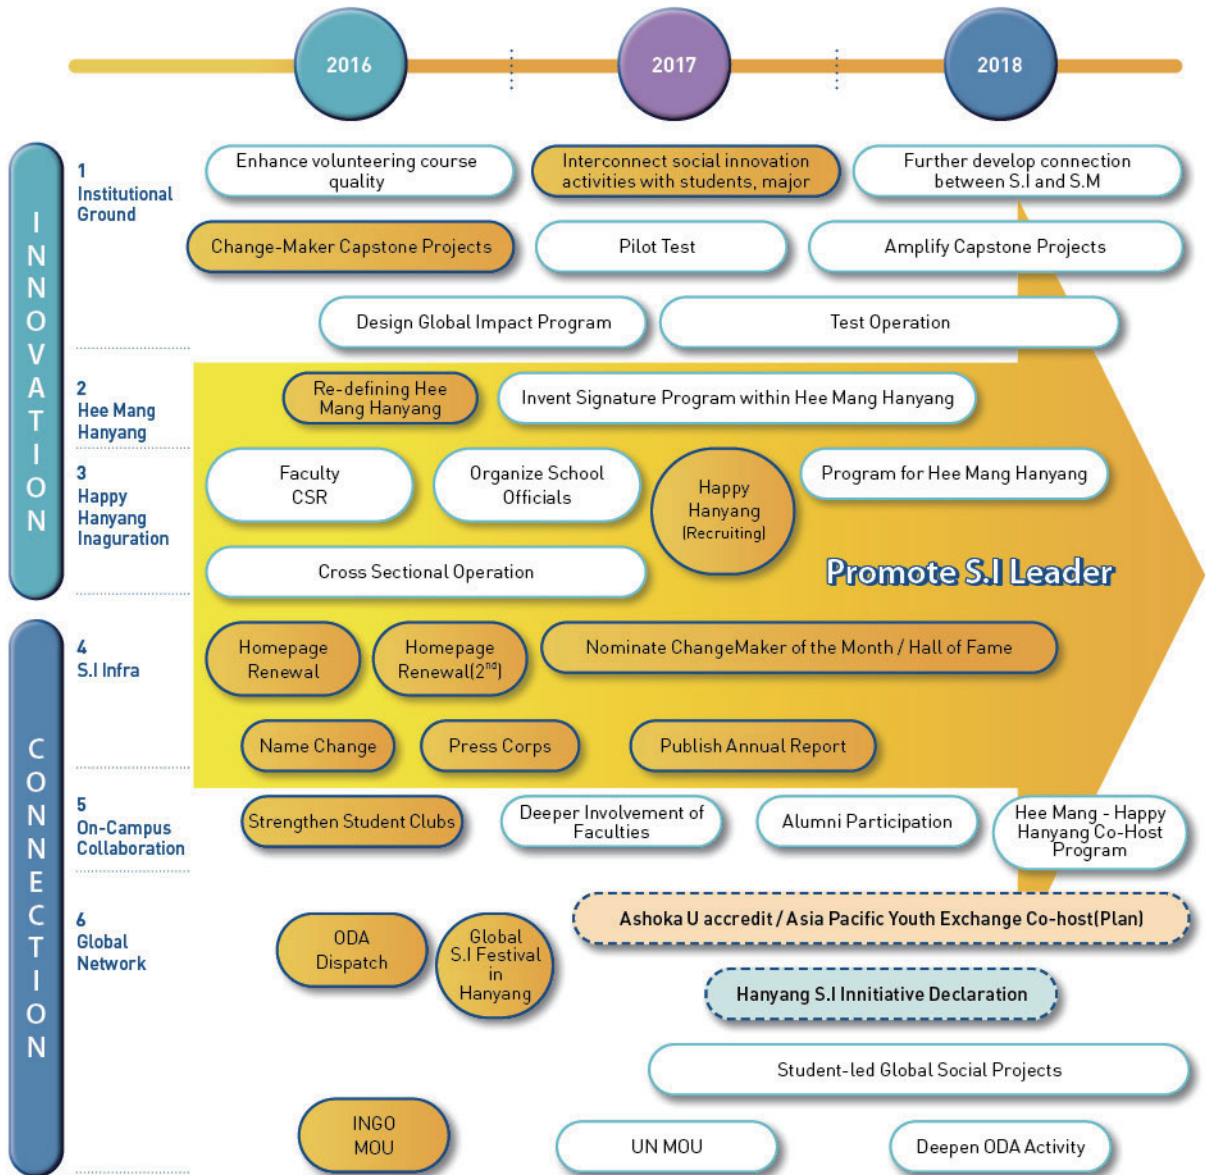 2016
2017
2018
INNOVATION
1
Institutional
Ground
Enhance volunteering course
quality
Interconnect social innovation
activities with students, major
Further develop connection
between S.I and S.M
Change-Maker Capstone Projects
Pilot Test
Amplify Capstone Projects
Design Global Impact Program
Test Operation
2
Hee Mang
Hanyang
Re-defining Hee
Mang Hanyang
Invent Signature Program within Hee Mang Hanyang
3
Happy
Hanyang
Inaguration
Faculty
CSR
Organize School
Officials
Happy
Hanyang
(Recruiting)
Program for Hee Mang Hanyang
Cross Sectional Operation
Promote S.I Leader
CONNECTION
4
S.I Infra
Homepage
Renewal
Homepage
Renewal(2nd)
Nominate ChangeMaker of the Month / Hall of Fame
Name Change
Press Corps
Publish Annual Report
5
On-Campus
Collaboration
Strengthen Student Clubs
Deeper Involvement of
Faculties
Alumni Participation
Hee Mang - Happy
Hanyang Co-Host
Program
6
Global
Network
ODA
Dispatch
Global
S.I Festival
in
Hanyang
Ashoka U accredit / Asia Pacific Youth Exchange Co-host(Plan)
Hanyang S.I Innitiative Declaration
Student-led Global Social Projects
INGO
MOU
UN MOU
Deepen ODA Activity